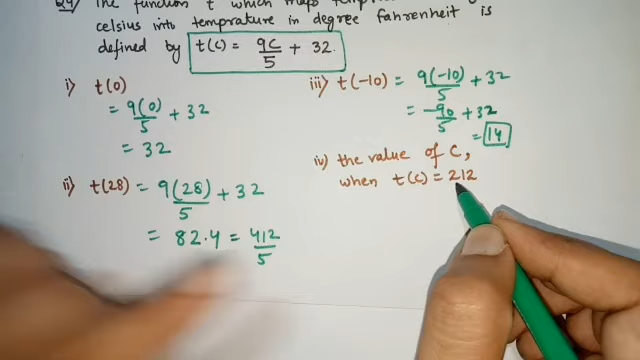 Q4) The function t which maps
celsius into temprature in degree fahrenheit is
defined by t(c) = 9c/5 + 32.
i) t(0)
= 9(0)/5 + 32
= 32
ii) t(28) = 9(28)/5 + 32
= 82.4 = 412/5
iii) t(-10) = 9(-10)/5 + 32
= -90/5 + 32
= 14
iv) the value of C,
when t(c) = 212